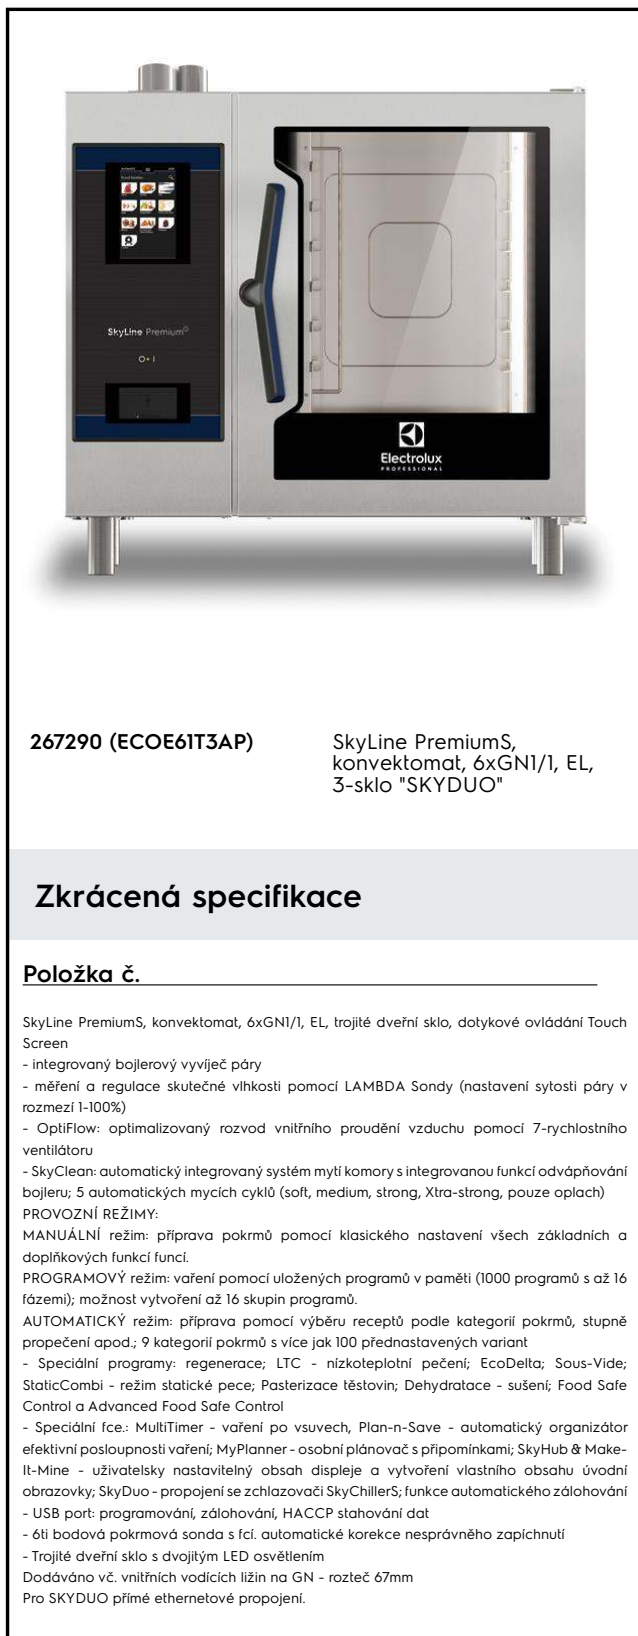 SkyLine PremiumS
Electrolux
PROFESSIONAL
267290 (ECOE61T3AP)
SkyLine PremiumS,
konvektomat, 6xGN1/1, EL,
3-sklo "SKYDUO"
Zkrácená specifikace
Položka č.
SkyLine PremiumS, konvektomat, 6xGN1/1, EL, trojité dveřní sklo, dotykové ovládání Touch
Screen
- integrovaný bojlerový vyvíječ páry
- měření a regulace skutečné vlhkosti pomocí LAMBDA Sondy (nastavení sytosti páry v
rozmezí 1-100%)
- OptiFlow: optimalizovaný rozvod vnitřního proudění vzduchu pomocí 7-rychlostního
ventilátoru
- SkyClean: automatický integrovaný systém mytí komory s integrovanou funkcí odvápňování
bojleru; 5 automatických mycích cyklů (soft, medium, strong, Xtra-strong, pouze oplach)
PROVOZNÍ REŽIMY:
MANUÁLNÍ režim: příprava pokrmů pomocí klasického nastavení všech základních a
doplňkových funkcí funcí.
PROGRAMOVÝ režim: vaření pomocí uložených programů v paměti (1000 programů s až 16
fázemi); možnost vytvoření až 16 skupin programů.
AUTOMATICKÝ režim: příprava pomocí výběru receptů podle kategorií pokrmů, stupně
propečení apod.; 9 kategorií pokrmů s více jak 100 přednastavených variant
- Speciální programy: regenerace; LTC - nízkoteplotní pečení; EcoDelta; Sous-Vide;
StaticCombi - režim statické pece; Pasterizace těstovin; Dehydratace - sušení; Food Safe
Control a Advanced Food Safe Control
- Speciální fce.: MultiTimer - vaření po vsuvech, Plan-n-Save - automatický organizátor
efektivní posloupnosti vaření; MyPlanner - osobní plánovač s připomínkami; SkyHub & Make-
It-Mine - uživatelsky nastavitelný obsah displeje a vytvoření vlastního obsahu úvodní
obrazovky; SkyDuo - propojení se zchlazovači SkyChillerS; funkce automatického zálohování
- USB port: programování, zálohování, HACCP stahování dat
- 6ti bodová pokrmová sonda s fcí. automatické korekce nesprávného zapíchnutí
- Trojité dveřní sklo s dvojitým LED osvětlením
Dodáváno vč. vnitřních vodících ližin na GN - rozteč 67mm
Pro SKYDUO přímé ethernetové propojení.